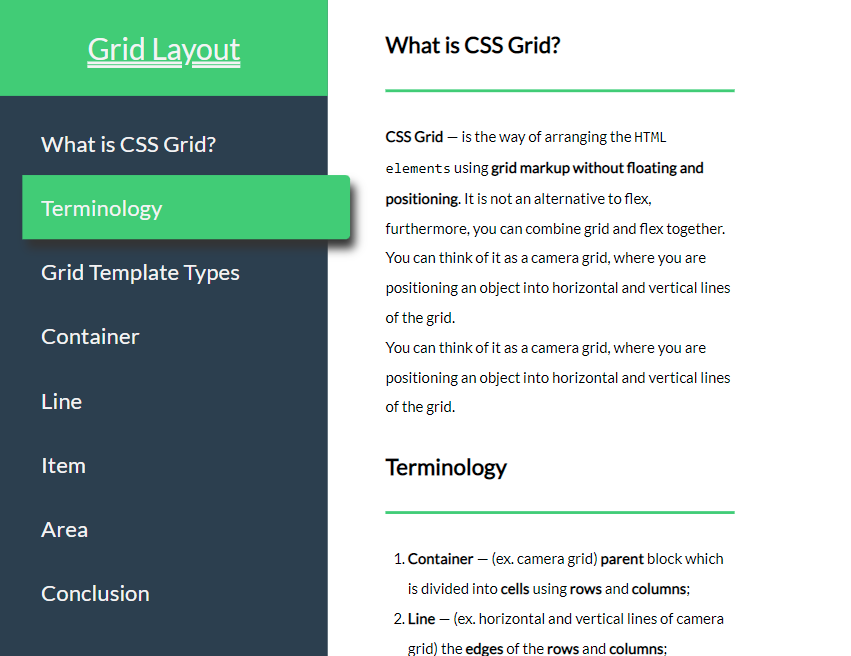 Grid Layout
What is CSS Grid?
Terminology
Grid Template Types
Container
Line
Item
Area
Conclusion
What is CSS Grid?
CSS Grid — is the way of arranging the HTML
elements using grid markup without floating and
positioning. It is not an alternative to flex,
furthermore, you can combine grid and flex together.
You can think of it as a camera grid, where you are
positioning an object into horizontal and vertical lines
of the grid.
You can think of it as a camera grid, where you are
positioning an object into horizontal and vertical lines
of the grid.
Terminology
1. Container — (ex. camera grid) parent block which
is divided into cells using rows and columns;
2. Line — (ex. horizontal and vertical lines of camera
grid) the edges of the rows and columns;